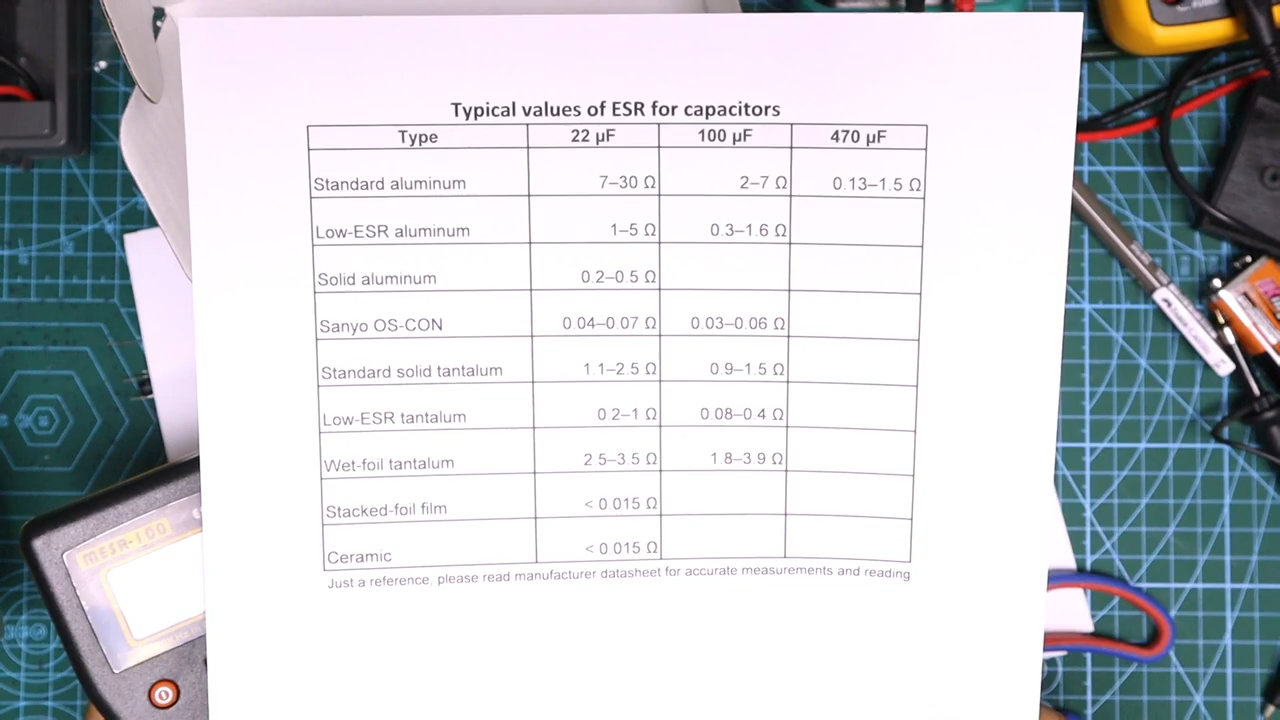 Typical values of ESR for capacitors
Type 22 µF 100 µF 470 µF
Standard aluminum 7–30 Ω 2–7 Ω 0.13–1.5 Ω
Low-ESR aluminum 1–5 Ω 0.3–1.6 Ω
Solid aluminum 0.2–0.5 Ω
Sanyo OS-CON 0.04–0.07 Ω 0.03–0.06 Ω
Standard solid tantalum 1.1–2.5 Ω 0.9–1.5 Ω
Low-ESR tantalum 0.2–1 Ω 0.08–0.4 Ω
Wet-foil tantalum 2.5–3.5 Ω 1.8–3.9 Ω
Stacked-foil film < 0.015 Ω
Ceramic < 0.015 Ω
Just a reference, please read manufacturer datasheet for accurate measurements and reading
MESR-100